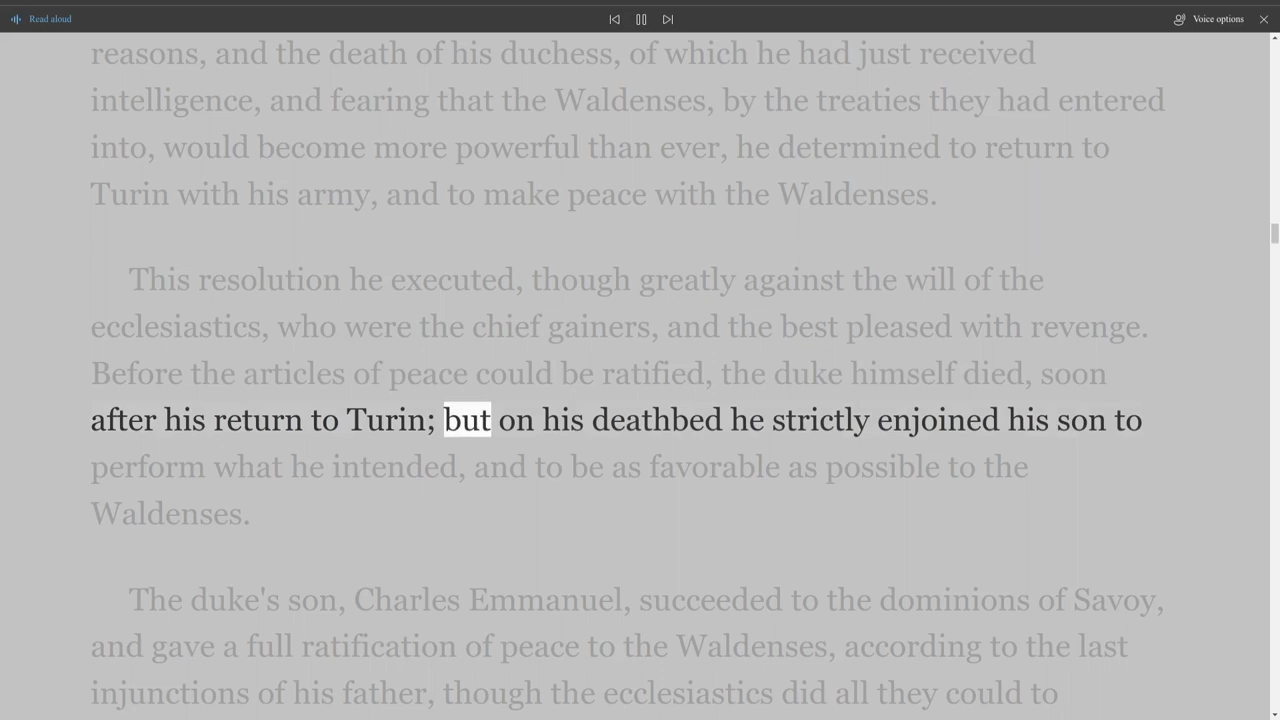 Read aloud
Voice options
reasons, and the death of his duchess, of which he had just received
intelligence, and fearing that the Waldenses, by the treaties they had entered
into, would become more powerful than ever, he determined to return to
Turin with his army, and to make peace with the Waldenses.
This resolution he executed, though greatly against the will of the
ecclesiastics, who were the chief gainers, and the best pleased with revenge.
Before the articles of peace could be ratified, the duke himself died, soon
after his return to Turin; but on his deathbed he strictly enjoined his son to
perform what he intended, and to be as favorable as possible to the
Waldenses.
The duke's son, Charles Emmanuel, succeeded to the dominions of Savoy,
and gave a full ratification of peace to the Waldenses, according to the last
injunctions of his father, though the ecclesiastics did all they could to